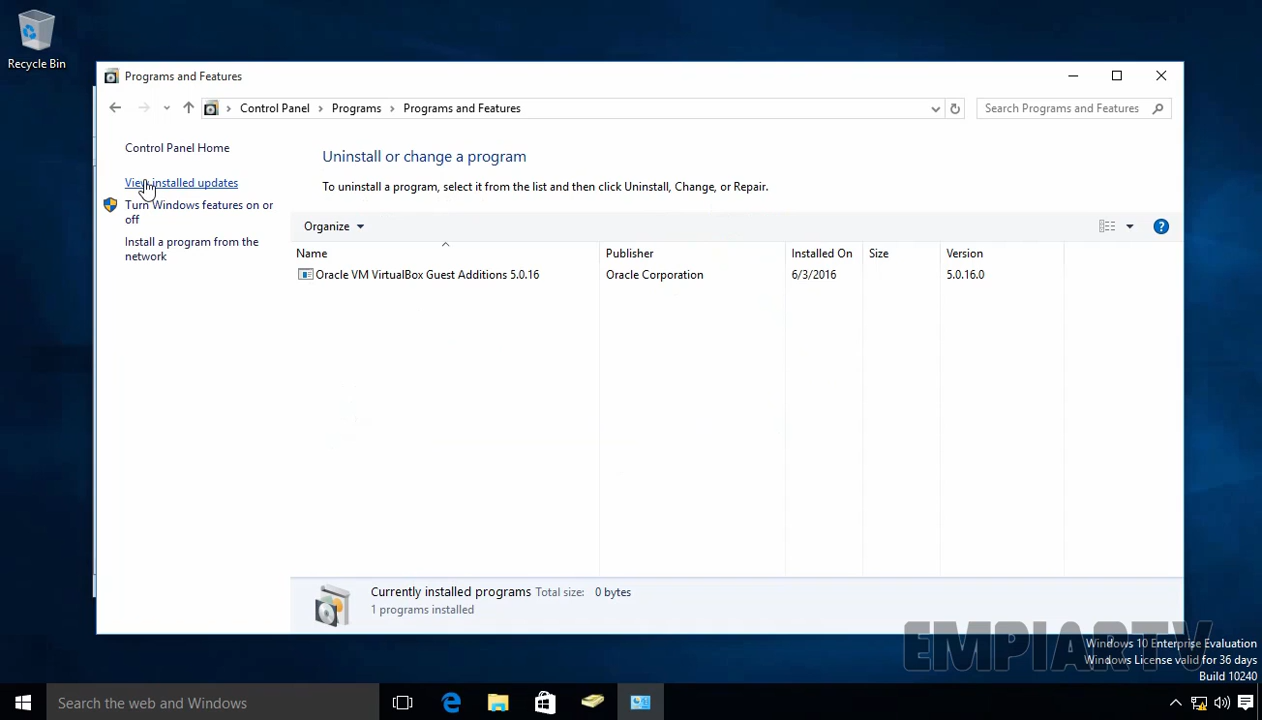 Recycle Bin
Programs and Features
Control Panel > Programs > Programs and Features
Search Programs and Features
Control Panel Home
View installed updates
Turn Windows features on or
off
Install a program from the
network
Uninstall or change a program
To uninstall a program, select it from the list and then click Uninstall, Change, or Repair.
Organize
Name Publisher Installed On Size Version
Oracle VM VirtualBox Guest Additions 5.0.16 Oracle Corporation 6/3/2016 5.0.16.0
Currently installed programs Total size: 0 bytes
1 programs installed
EMPIARTV
Windows 10 Enterprise Evaluation
Windows License valid for 36 days
Build 10240
Search the web and Windows